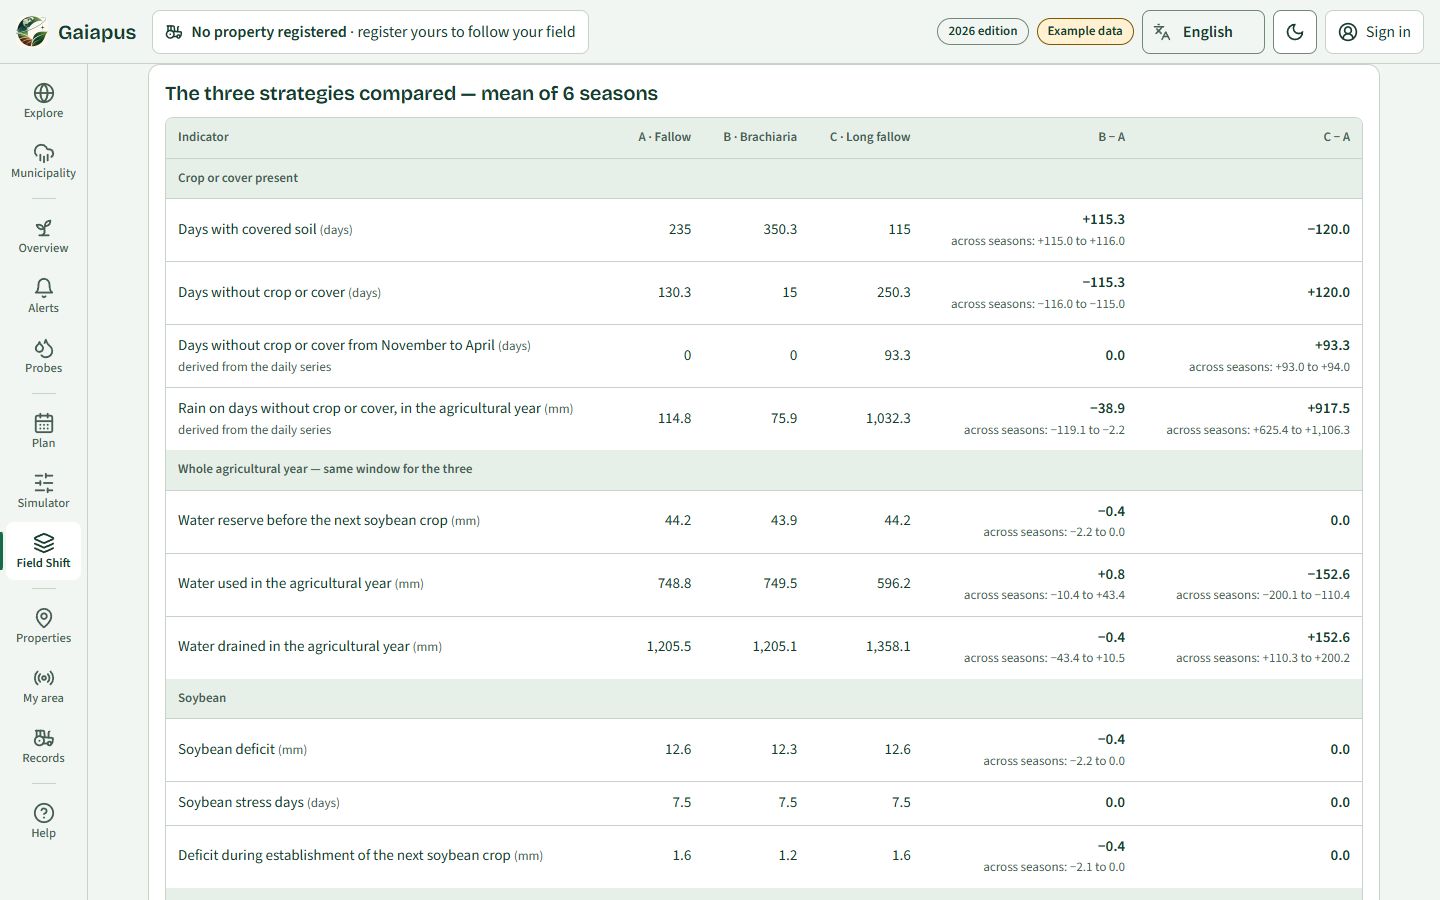 Gaiapus
No property registered · register yours to follow your field
2026 edition
Example data
English
Sign in
Explore
Municipality
Overview
Alerts
Probes
Plan
Simulator
Field Shift
Properties
My area
Records
Help
The three strategies compared — mean of 6 seasons
Indicator A · Fallow B · Brachiaria C · Long fallow B − A C − A
Crop or cover present
Days with covered soil (days) 235 350.3 115 +115.3 −120.0
across seasons: +115.0 to +116.0
Days without crop or cover (days) 130.3 15 250.3 −115.3 +120.0
across seasons: −116.0 to −115.0
Days without crop or cover from November to April (days) 0 0 93.3 0.0 +93.3
derived from the daily series across seasons: +93.0 to +94.0
Rain on days without crop or cover, in the agricultural year (mm) 114.8 75.9 1,032.3 −38.9 +917.5
derived from the daily series across seasons: −119.1 to −2.2 across seasons: +625.4 to +1,106.3
Whole agricultural year — same window for the three
Water reserve before the next soybean crop (mm) 44.2 43.9 44.2 −0.4 0.0
across seasons: −2.2 to 0.0
Water used in the agricultural year (mm) 748.8 749.5 596.2 +0.8 −152.6
across seasons: −10.4 to +43.4 across seasons: −200.1 to −110.4
Water drained in the agricultural year (mm) 1,205.5 1,205.1 1,358.1 −0.4 +152.6
across seasons: −43.4 to +10.5 across seasons: +110.3 to +200.2
Soybean
Soybean deficit (mm) 12.6 12.3 12.6 −0.4 0.0
across seasons: −2.2 to 0.0
Soybean stress days (days) 7.5 7.5 7.5 0.0 0.0
Deficit during establishment of the next soybean crop (mm) 1.6 1.2 1.6 −0.4 0.0
across seasons: −2.1 to 0.0